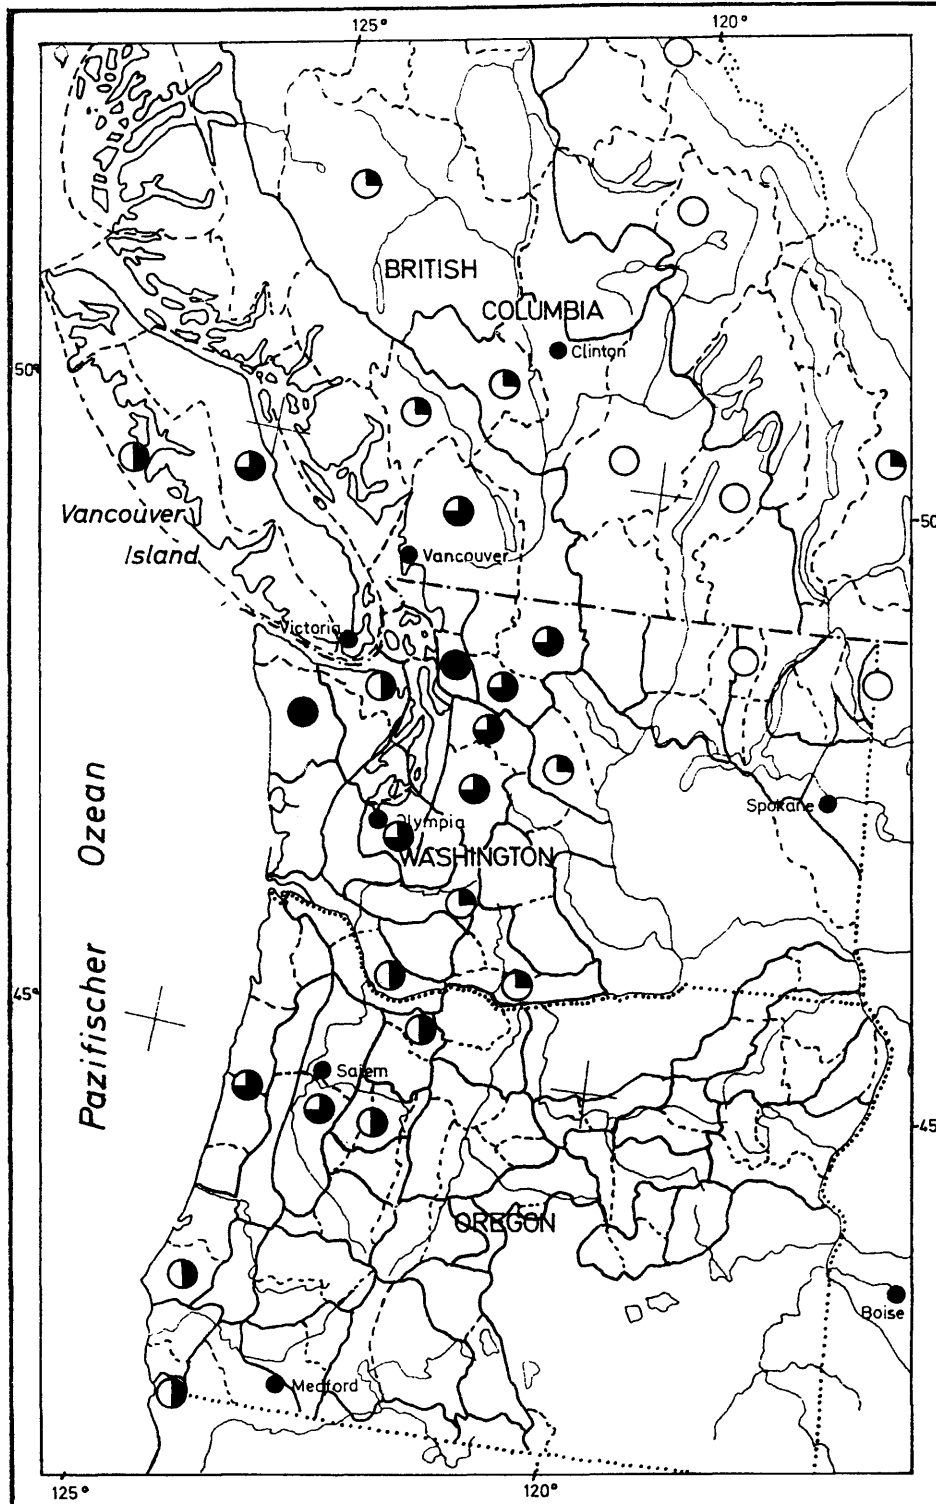 125° 120°
BRITISH
COLUMBIA
Clinton
50°
Vancouver
Island
Vancouver
50
Victoria
Pazifischer Ozean
Spokane
Olympia
WASHINGTON
45°
Salem
45
OREGON
Boise
Medford
125° 120°